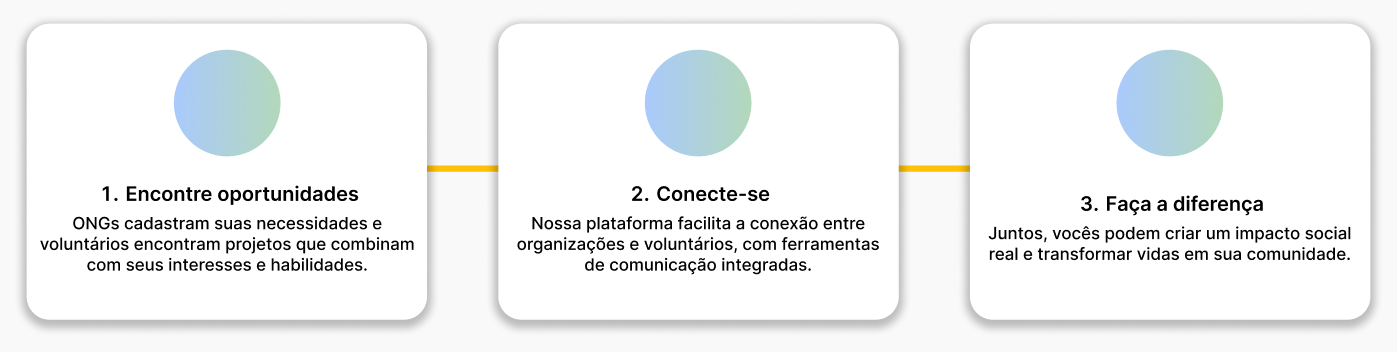 1. Encontre oportunidades
ONGs cadastram suas necessidades e
voluntários encontram projetos que combinam
com seus interesses e habilidades.
2. Conecte-se
Nossa plataforma facilita a conexão entre
organizações e voluntários, com ferramentas
de comunicação integradas.
3. Faça a diferença
Juntos, vocês podem criar um impacto social
real e transformar vidas em sua comunidade.